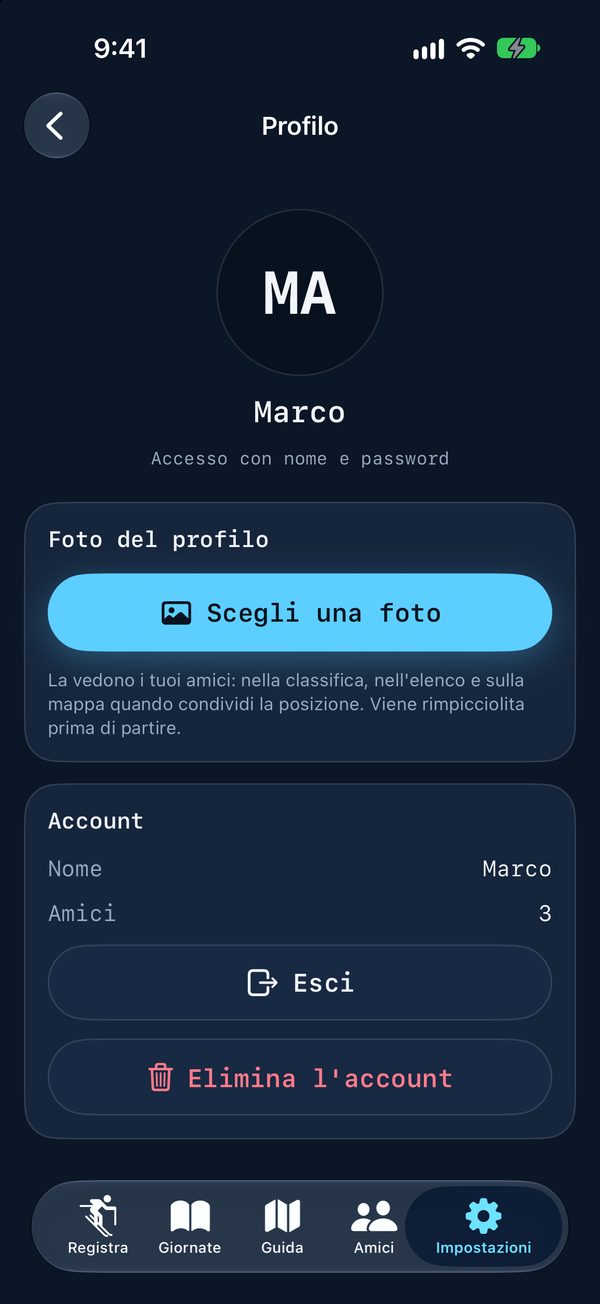 9:41
Profilo
MA
Marco
Accesso con nome e password
Foto del profilo
Scegli una foto
La vedono i tuoi amici: nella classifica, nell'elenco e sulla
mappa quando condividi la posizione. Viene rimpicciolita
prima di partire.
Account
Nome Marco
Amici 3
Esci
Elimina l'account
Registra Giornate Guida Amici Impostazioni